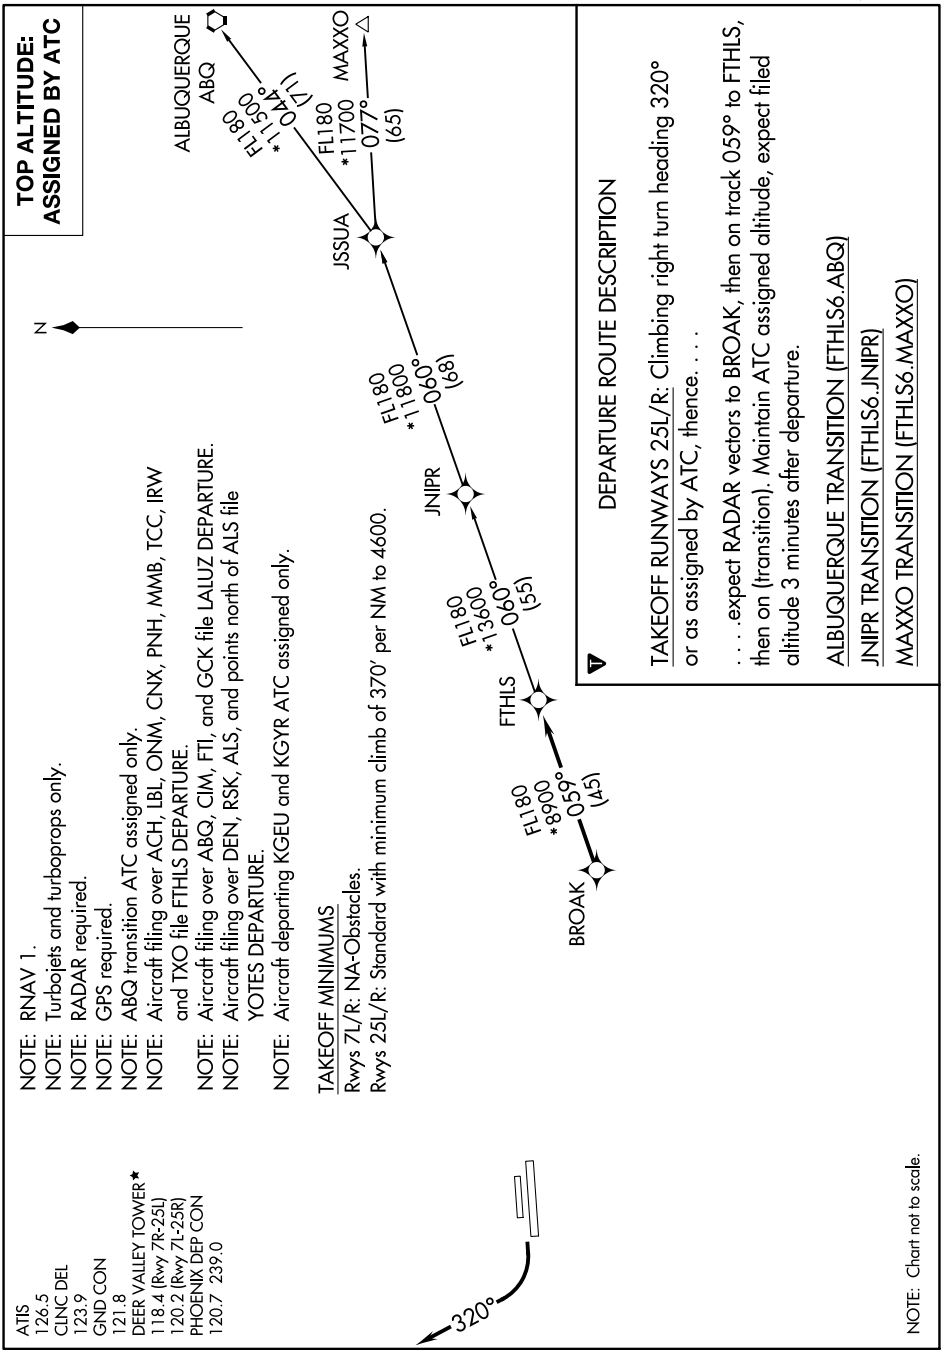 TOP ALTITUDE:
ASSIGNED BY ATC
ATIS
126.5
CLNC DEL
123.9
GND CON
121.8
DEER VALLEY TOWER★
118.4 (Rwy 7R-25L)
120.2 (Rwy 7L-25R)
PHOENIX DEP CON
120.7 239.0
NOTE: RNAV 1.
NOTE: Turbojets and turboprops only.
NOTE: RADAR required.
NOTE: GPS required.
NOTE: ABQ transition ATC assigned only.
NOTE: Aircraft filing over ACH, LBL, ONM, CNX, PNH, MMB, TCC, IRW
and TXO file FTHLS DEPARTURE.
NOTE: Aircraft filing over ABQ, CIM, FTI, and GCK file LALUZ DEPARTURE.
NOTE: Aircraft filing over DEN, RSK, ALS, and points north of ALS file
YOTES DEPARTURE.
NOTE: Aircraft departing KGEU and KGYR ATC assigned only.
TAKEOFF MINIMUMS
Rwys 7L/R: NA-Obstacles.
Rwys 25L/R: Standard with minimum climb of 370' per NM to 4600.
N
ALBUQUERQUE
ABQ
FL180
*11500
044°
(71)
MAXXO
FL180
*11700
077°
(65)
JSSUA
FL180
*11800
060°
(68)
JNIPR
FL180
*13600
060°
(55)
FTHLS
FL180
*8900
059°
(45)
BROAK
320°
T
DEPARTURE ROUTE DESCRIPTION
TAKEOFF RUNWAYS 25L/R: Climbing right turn heading 320°
or as assigned by ATC, thence. . . .
. . . .expect RADAR vectors to BROAK, then on track 059° to FTHLS,
then on (transition). Maintain ATC assigned altitude, expect filed
altitude 3 minutes after departure.
ALBUQUERQUE TRANSITION (FTHLS6.ABQ)
JNIPR TRANSITION (FTHLS6.JNIPR)
MAXXO TRANSITION (FTHLS6.MAXXO)
NOTE: Chart not to scale.